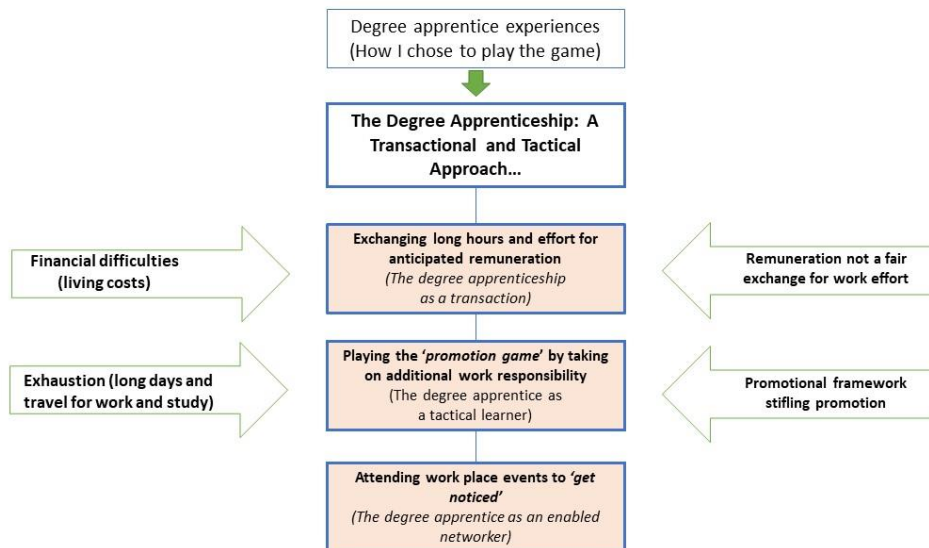 Degree apprentice experiences
(How I chose to play the game)
The Degree Apprenticeship: A
Transactional and Tactical
Approach…
Exchanging long hours and effort for
anticipated remuneration
(The degree apprenticeship
as a transaction)
Financial difficulties
(living costs)
Remuneration not a fair
exchange for work effort
Playing the ‘promotion game’ by taking
on additional work responsibility
(The degree apprentice as
a tactical learner)
Exhaustion (long days and
travel for work and study)
Promotional framework
stifling promotion
Attending work place events to ‘get
noticed’
(The degree apprentice as an enabled
networker)